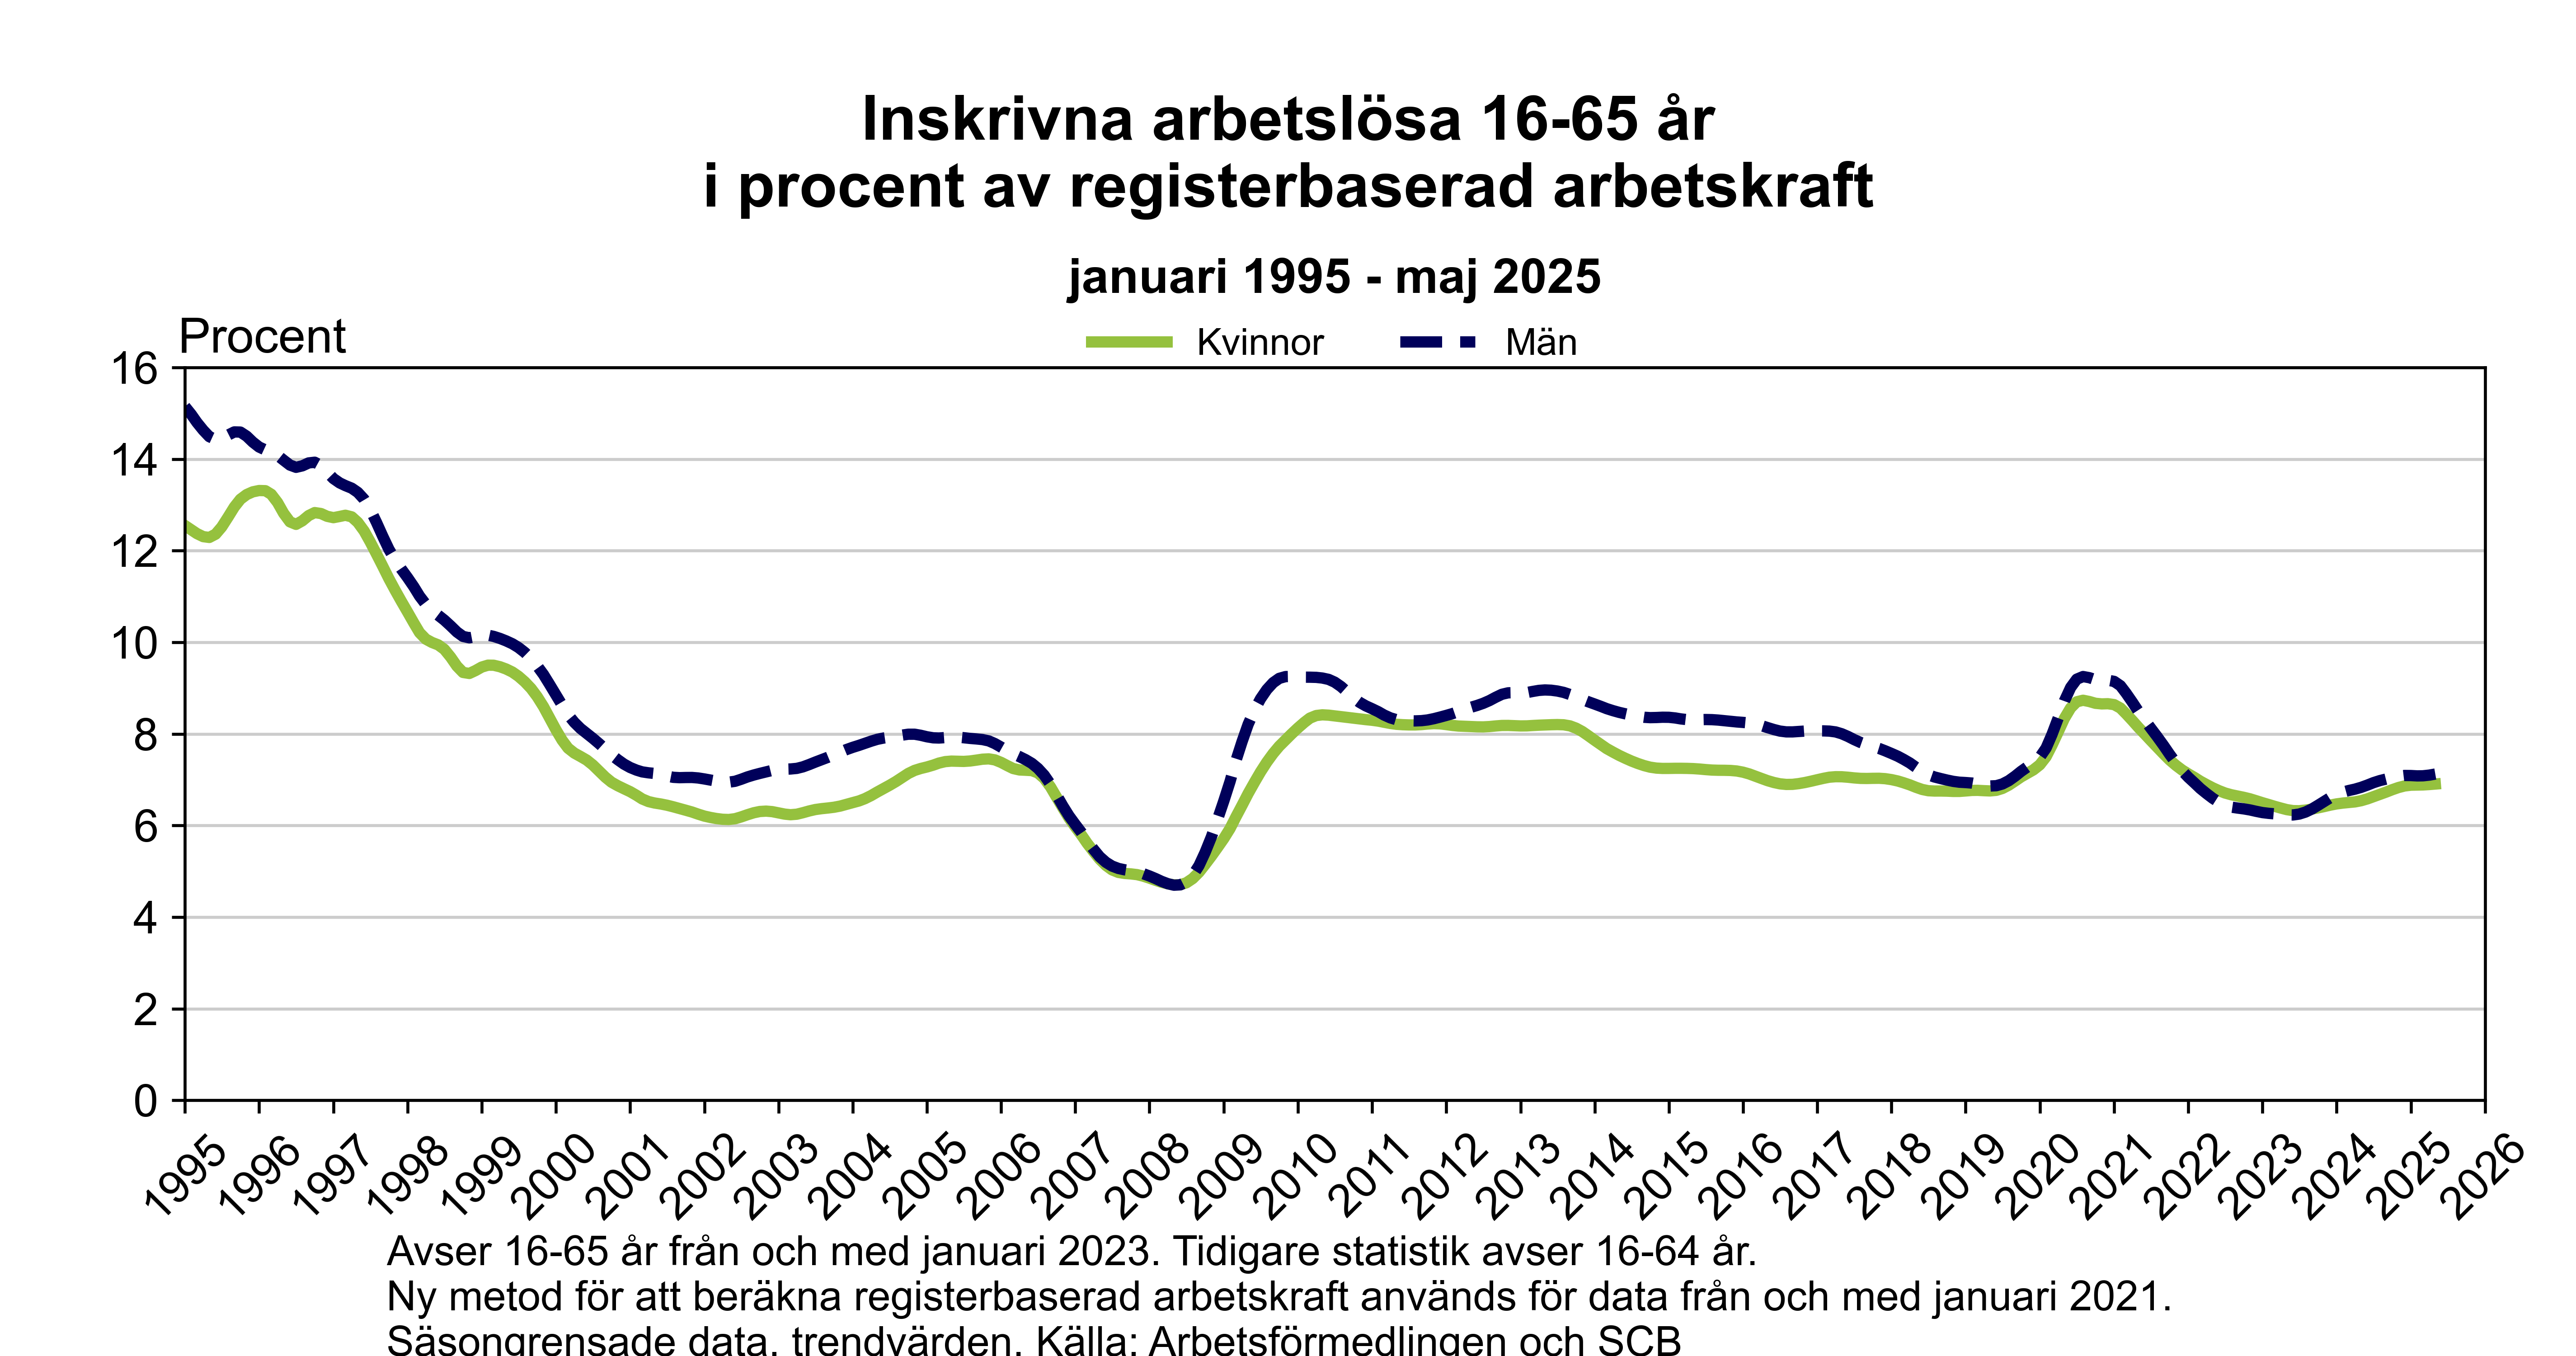 Inskrivna arbetslösa 16-65 år
i procent av registerbaserad arbetskraft
januari 1995 - maj 2025
Procent
Kvinnor
Män
16
14
12
10
8
6
4
2
0
1995 1996 1997 1998 1999 2000 2001 2002 2003 2004 2005 2006 2007 2008 2009 2010 2011 2012 2013 2014 2015 2016 2017 2018 2019 2020 2021 2022 2023 2024 2025 2026
Avser 16-65 år från och med januari 2023. Tidigare statistik avser 16-64 år.
Ny metod för att beräkna registerbaserad arbetskraft används för data från och med januari 2021.
Säsongrensade data, trendvärden. Källa: Arbetsförmedlingen och SCB